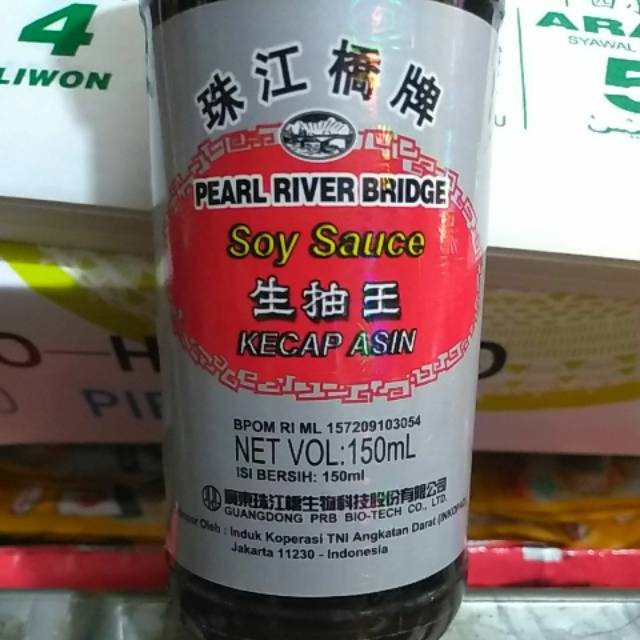 4
LIWON
ARA
SYAWAL
5
珠江橋牌
PEARL RIVER BRIDGE
Soy Sauce
生抽王
KECAP ASIN
BPOM RI ML 157209103054
NET VOL:150mL
ISI BERSIH: 150ml
廣東珠江橋生物科技股份有限公司
GUANGDONG PRB BIO-TECH CO., LTD.
Oleh : Induk Koperasi TNI Angkatan Darat
Jakarta 11230 - Indonesia